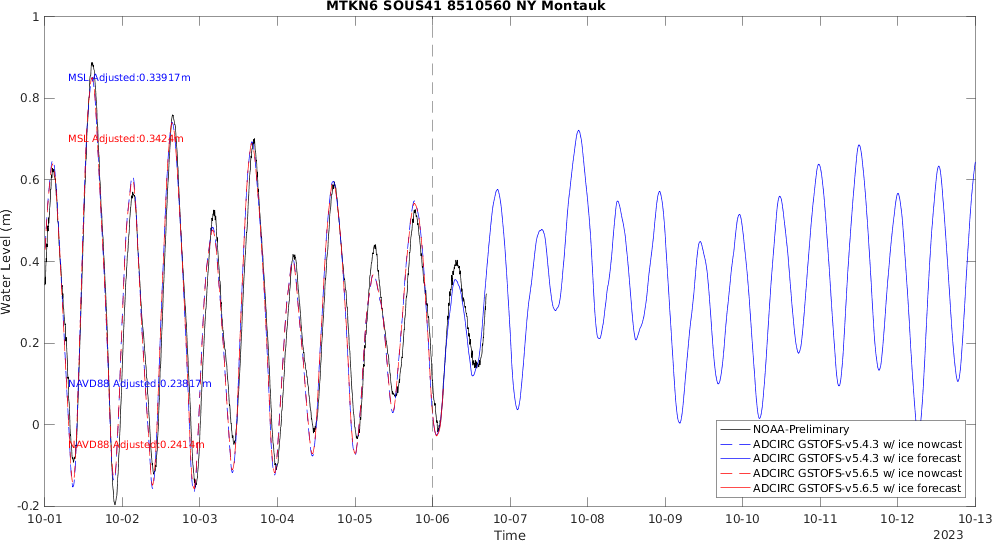 MTKN6 SOUS41 8510560 NY Montauk
1
0.8
0.6
0.4
0.2
0
-0.2
Water Level (m)
MSL Adjusted:0.33917m
MSL Adjusted:0.3424m
NAVD88 Adjusted:0.23817m
NAVD88 Adjusted:0.2414m
NOAA-Preliminary
ADCIRC GSTOFS-v5.4.3 w/ ice nowcast
ADCIRC GSTOFS-v5.4.3 w/ ice forecast
ADCIRC GSTOFS-v5.6.5 w/ ice nowcast
ADCIRC GSTOFS-v5.6.5 w/ ice forecast
10-01 10-02 10-03 10-04 10-05 10-06 10-07 10-08 10-09 10-10 10-11 10-12 10-13
Time
2023